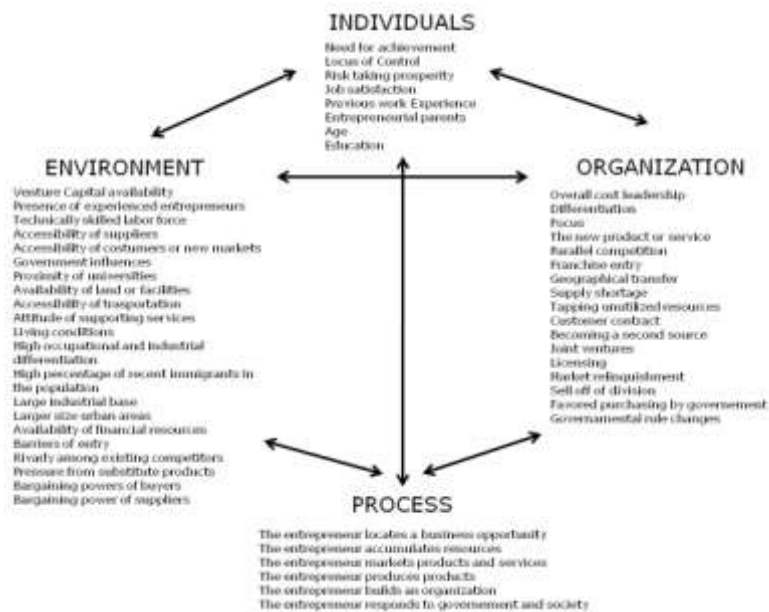 INDIVIDUALS
Need for achievement
Locus of Control
Risk taking prosperity
Job satisfaction
Previous work Experience
Entrepreneurial parents
Age
Education
ENVIRONMENT
Venture Capital availability
Presence of experienced entrepreneurs
Technically skilled labor force
Accessibility of suppliers
Accessibility of costumers or new markets
Government influences
Proximity of universities
Availability of land or facilities
Accessibility of trasportation
Attitude of supporting services
Living conditions
High occupational and industrial
differentiation
High percentage of recent immigrants in
the population
Large industrial base
Larger size urban areas
Availability of financial resources
Barriers of entry
Rivarly among existing competitors
Pressure from substitute products
Bargaining powers of buyers
Bargaining power of suppliers
ORGANIZATION
Overall cost leadership
Differentiation
Focus
The new product or service
Parallel competition
Franchise entry
Geographical transfer
Supply shortage
Tapping unutilized resources
Customer contract
Becoming a second source
Joint ventures
Licensing
Market relinquishment
Sell off of division
Favored purchasing by governement
Governamental rule changes
PROCESS
The entrepreneur locates a business opportunity
The entrepreneur accumulates resources
The entrepreneur markets products and services
The entrepreneur produces products
The entrepreneur builds an organization
The entrepreneur responds to governement and society